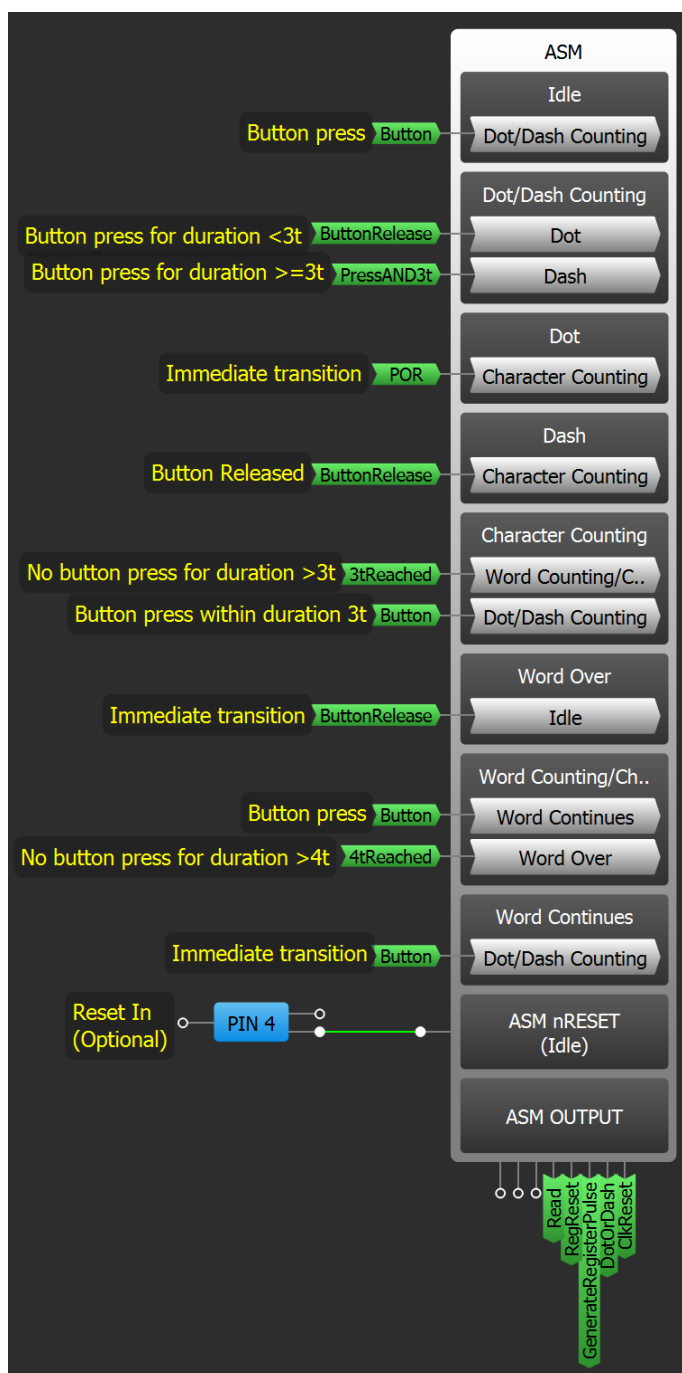 ASM
Idle
Button press Button Dot/Dash Counting
Dot/Dash Counting
Button press for duration <3t ButtonRelease Dot
Button press for duration >=3t PressAND3t Dash
Dot
Immediate transition POR Character Counting
Dash
Button Released ButtonRelease Character Counting
Character Counting
No button press for duration >3t 3tReached Word Counting/C..
Button press within duration 3t Button Dot/Dash Counting
Word Over
Immediate transition ButtonRelease Idle
Word Counting/Ch..
Button press Button Word Continues
No button press for duration >4t 4tReached Word Over
Word Continues
Immediate transition Button Dot/Dash Counting
Reset In
(Optional)
PIN 4
ASM nRESET
(Idle)
ASM OUTPUT
Read
RegReset
GenerateRegisterPulse
DotOrDash
ClkReset